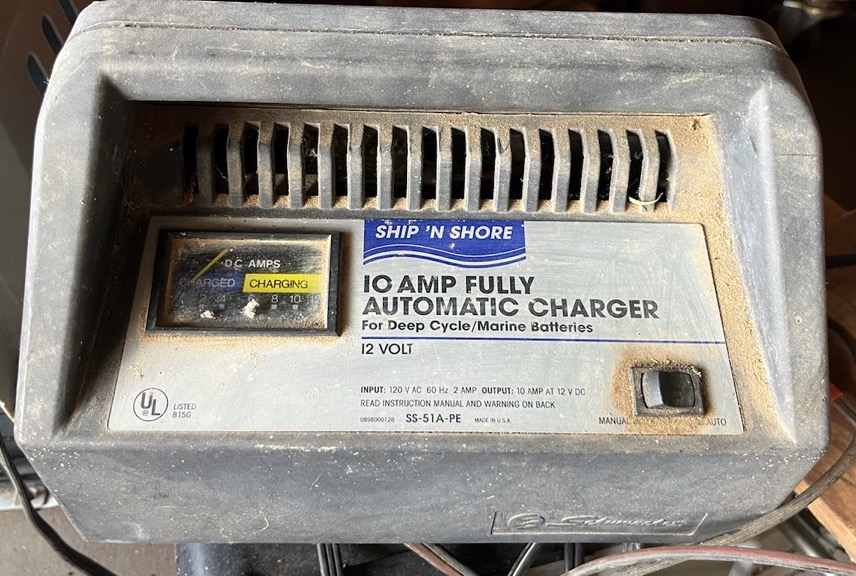 SHIP 'N SHORE
DC AMPS
CHARGED CHARGING
6 8 10
10 AMP FULLY
AUTOMATIC CHARGER
For Deep Cycle/Marine Batteries
12 VOLT
INPUT: 120 V AC 60 Hz 2 AMP OUTPUT: 10 AMP AT 12 V DC
READ INSTRUCTION MANUAL AND WARNING ON BACK
0898000128 SS-51A-PE MADE IN U.S.A.
UL
®
LISTED
815G
MANUAL AUTO
Schumacher